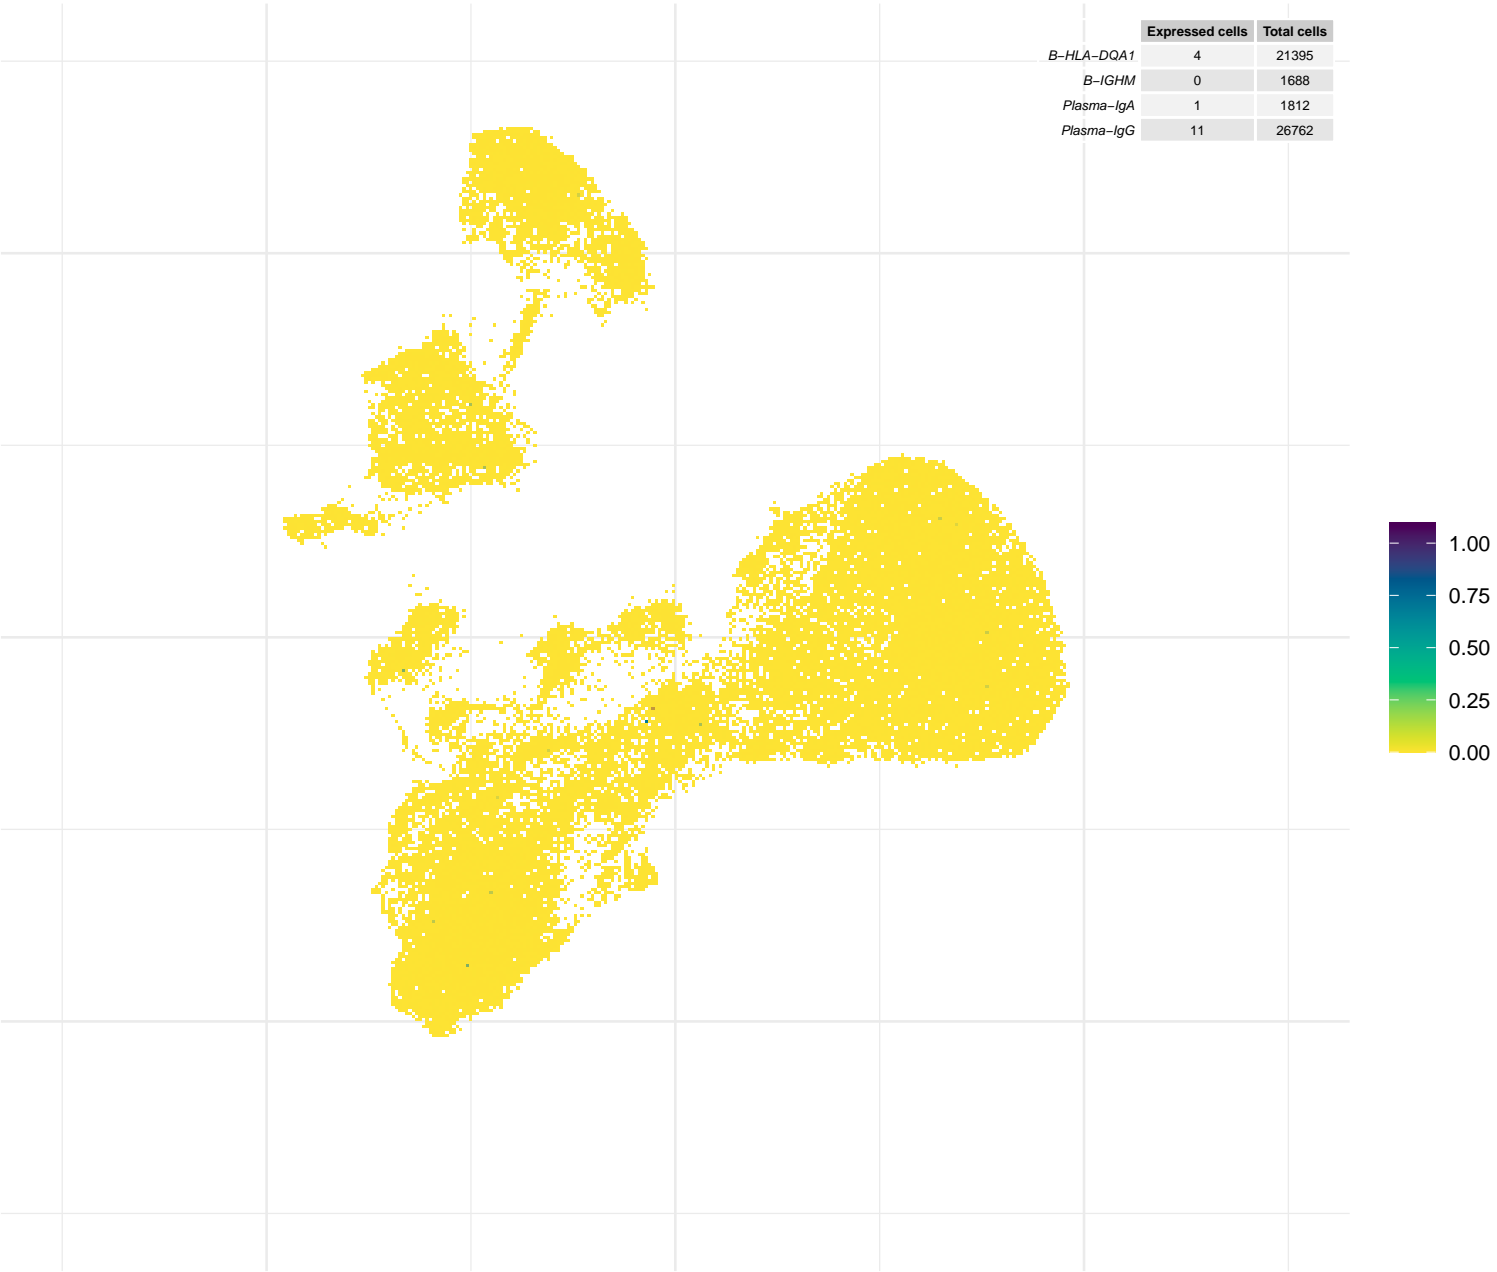 Expressed cells Total cells
B−HLA−DQA1 4 21395
B−IGHM 0 1688
Plasma−IgA 1 1812
Plasma−IgG 11 26762
1.00
0.75
0.50
0.25
0.00